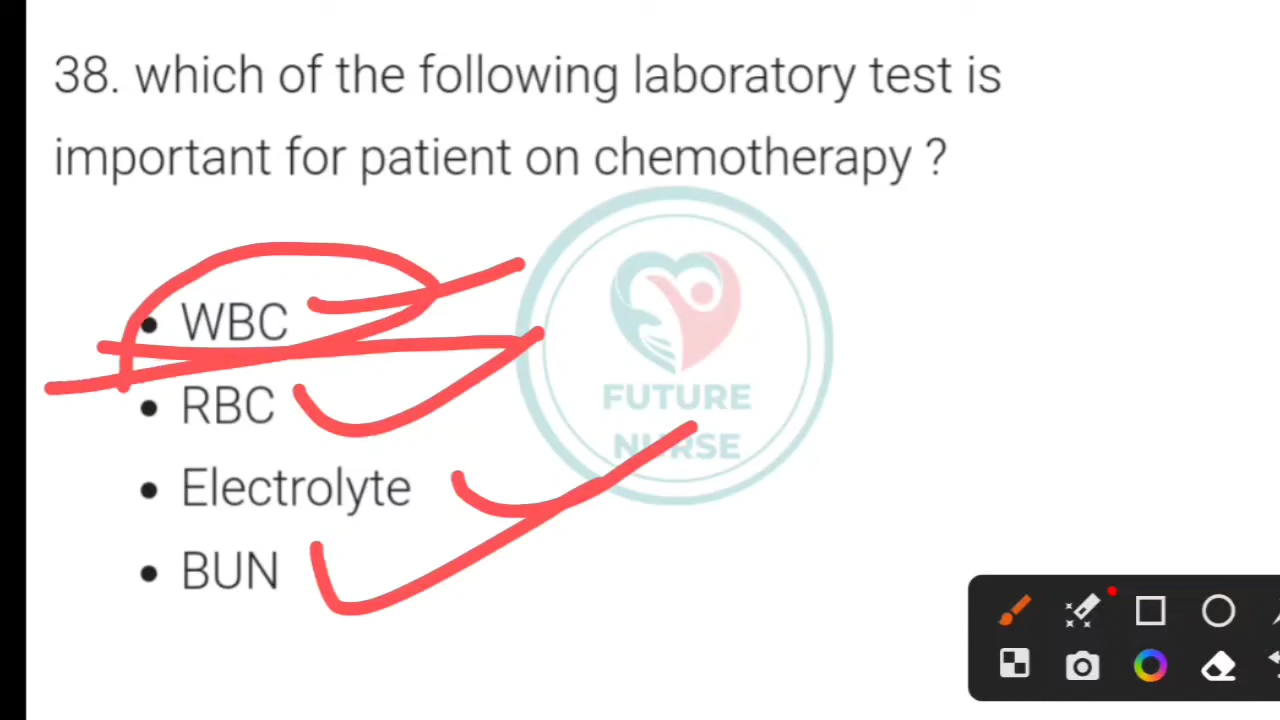 38. which of the following laboratory test is
important for patient on chemotherapy ?
• WBC
• RBC
• Electrolyte
• BUN
FUTURE
NURSE